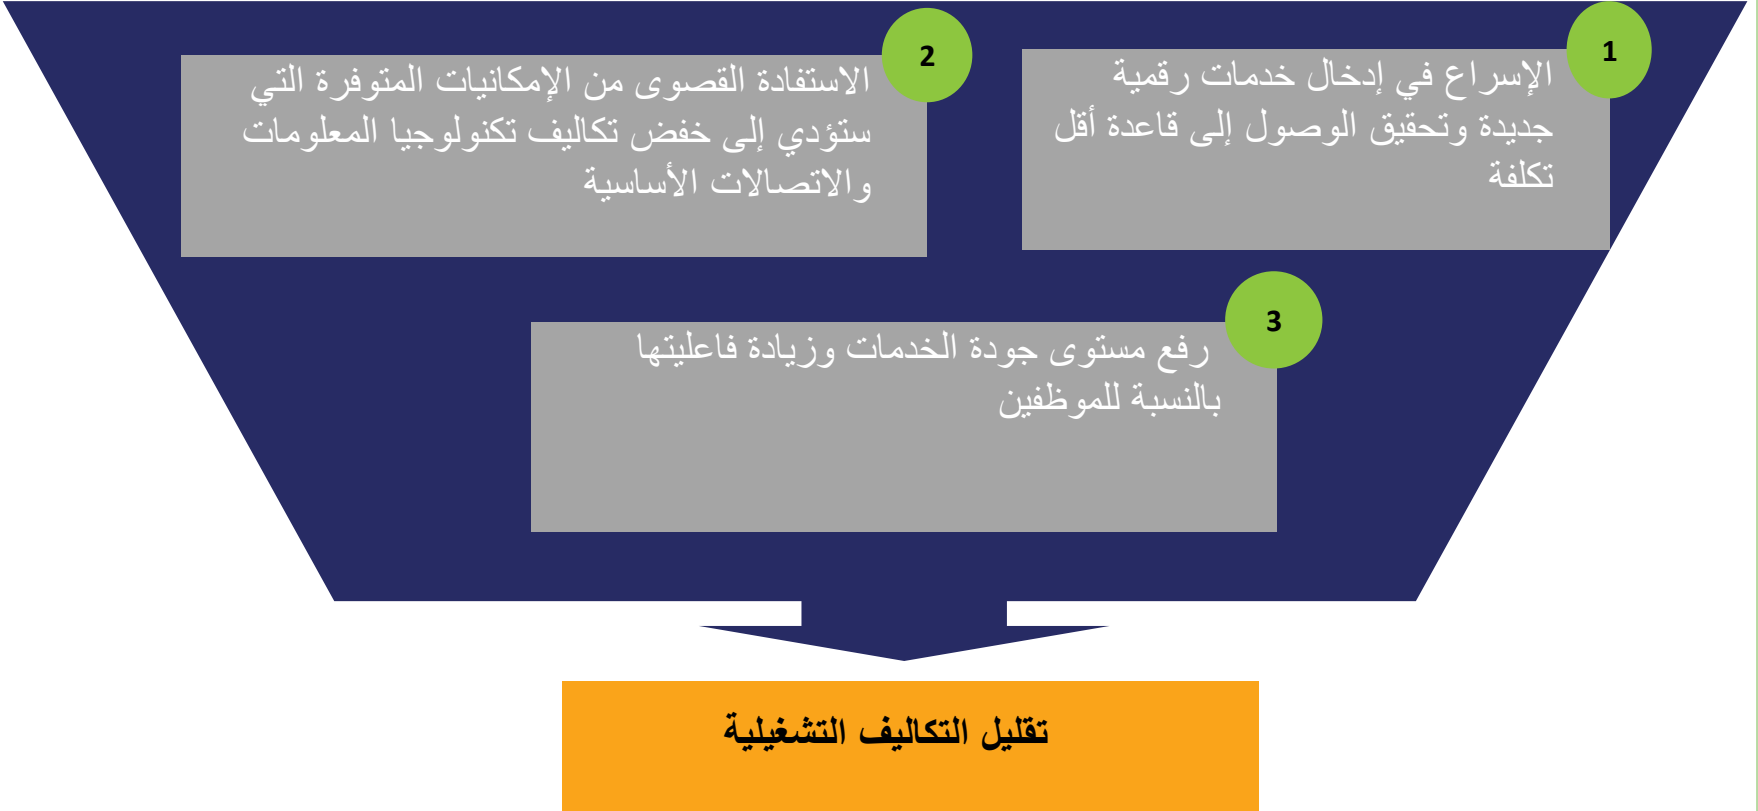 1
الإسراع في إدخال خدمات رقمية
جديدة وتحقيق الوصول إلى قاعدة أقل
تكلفة
2
الاستفادة القصوى من الإمكانيات المتوفرة التي
ستؤدي إلى خفض تكاليف تكنولوجيا المعلومات
والاتصالات الأساسية
3
رفع مستوى جودة الخدمات وزيادة فاعليتها
بالنسبة للموظفين
تقليل التكاليف التشغيلية